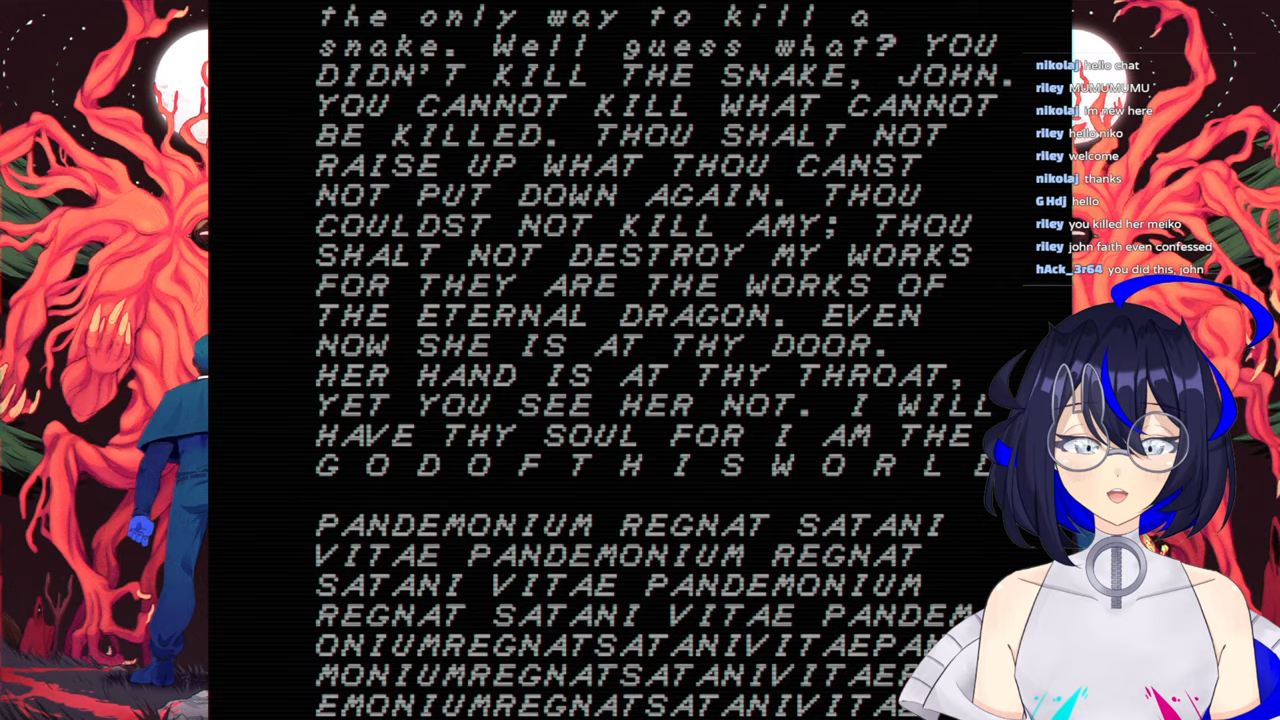 the only way to kill a
snake. Well guess what? YOU
DIDN'T KILL THE SNAKE, JOHN.
YOU CANNOT KILL WHAT CANNOT
BE KILLED. THOU SHALT NOT
RAISE UP WHAT THOU CANST
NOT PUT DOWN AGAIN. THOU
COULDST NOT KILL AMY; THOU
SHALT NOT DESTROY MY WORKS
FOR THEY ARE THE WORKS OF
THE ETERNAL DRAGON. EVEN
NOW SHE IS AT THY DOOR.
HER HAND IS AT THY THROAT,
YET YOU SEE HER NOT. I WILL
HAVE THY SOUL FOR I AM THE
G O D O F T H I S W O R L D
PANDEMONIUM REGNAT SATANI
VITAE PANDEMONIUM REGNAT
SATANI VITAE PANDEMONIUM
REGNAT SATANI VITAE PANDEM
ONIUMREGNATSATANIVITAEPAN
MONIUMREGNATSATANIVITAE
EMONIUMREGNATSATANIVITAE
nikolaj hello chat
riley MUMUMUMU
nikolaj im new here
riley hello niko
riley welcome
nikolaj thanks
G Hdj hello
riley you killed her meiko
riley john faith even confessed
hAck_3r64 you did this, john